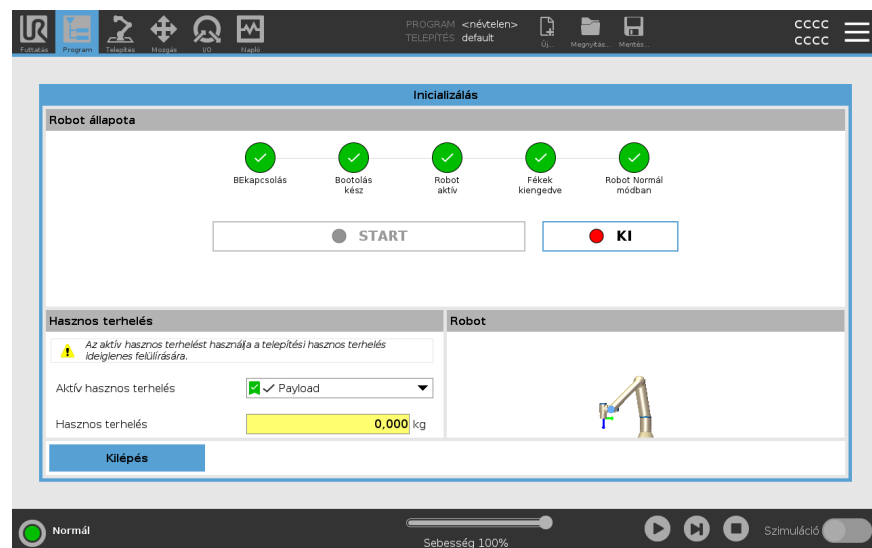 UR
PROGRAM <névtelen>
TELEPÍTÉS default
CCCC
CCCC
Futtatás Program Telepítés Mozgás I/O Napló Új... Megnyitás... Mentés...
Inicializálás
Robot állapota
BEkapcsolás
Bootolás
kész
Robot
aktív
Fékek
kiengedve
Robot Normál
módban
START
KI
Hasznos terhelés
Robot
Az aktív hasznos terhelést használja a telepítési hasznos terhelés
ideiglenes felülírására.
Aktív hasznos terhelés
Payload
Hasznos terhelés
0,000 kg
Kilépés
Normál
Sebesség 100%
Szimuláció